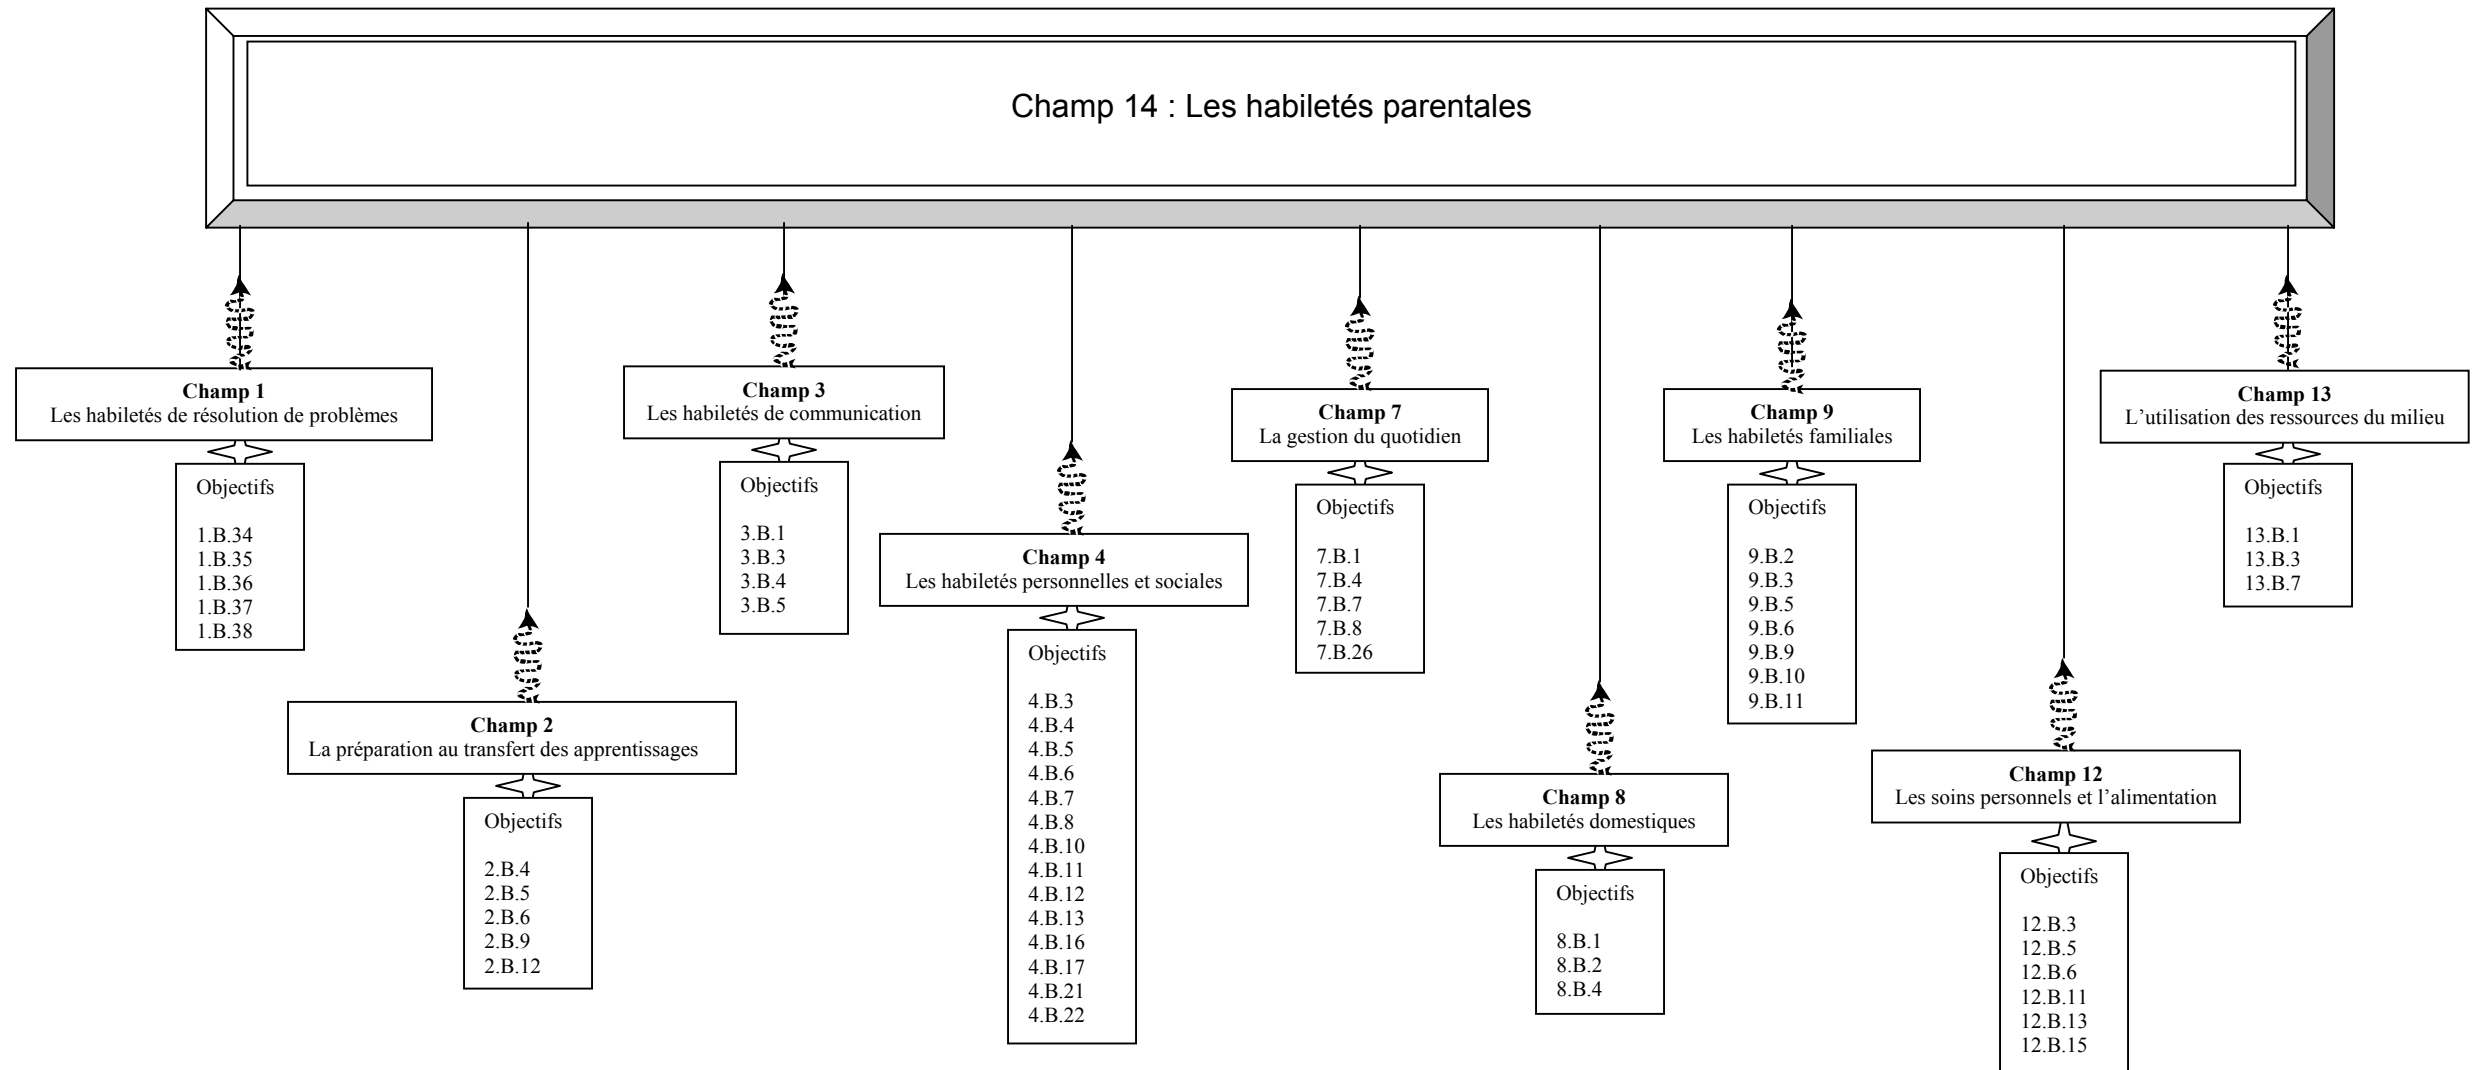 Champ 14 : Les habiletés parentales
Champ 1
Les habiletés de résolution de problèmes
Objectifs
1.B.34
1.B.35
1.B.36
1.B.37
1.B.38
Champ 2
La préparation au transfert des apprentissages
Objectifs
2.B.4
2.B.5
2.B.6
2.B.9
2.B.12
Champ 3
Les habiletés de communication
Objectifs
3.B.1
3.B.3
3.B.4
3.B.5
Champ 4
Les habiletés personnelles et sociales
Objectifs
4.B.3
4.B.4
4.B.5
4.B.6
4.B.7
4.B.8
4.B.10
4.B.11
4.B.12
4.B.13
4.B.16
4.B.17
4.B.21
4.B.22
Champ 7
La gestion du quotidien
Objectifs
7.B.1
7.B.4
7.B.7
7.B.8
7.B.26
Champ 8
Les habiletés domestiques
Objectifs
8.B.1
8.B.2
8.B.4
Champ 9
Les habiletés familiales
Objectifs
9.B.2
9.B.3
9.B.5
9.B.6
9.B.9
9.B.10
9.B.11
Champ 12
Les soins personnels et l’alimentation
Objectifs
12.B.3
12.B.5
12.B.6
12.B.11
12.B.13
12.B.15
Champ 13
L’utilisation des ressources du milieu
Objectifs
13.B.1
13.B.3
13.B.7